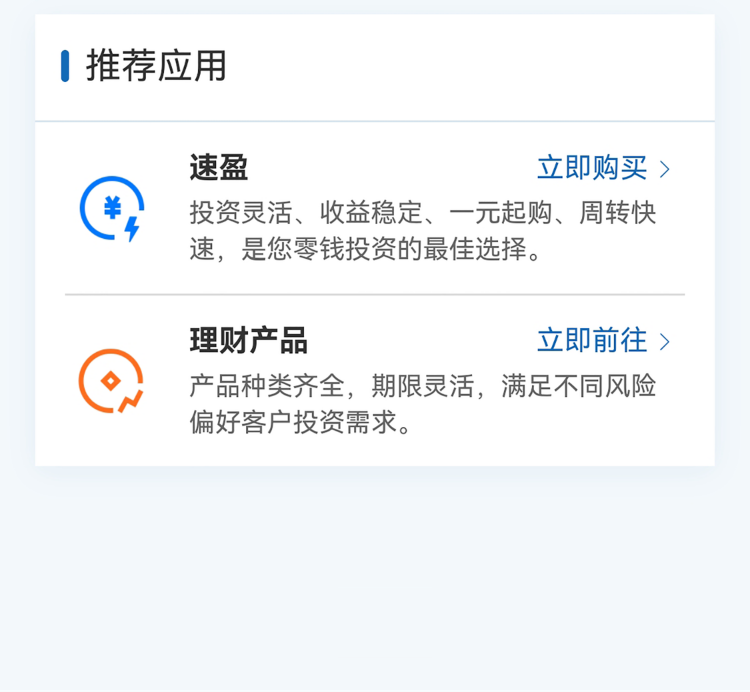 推荐应用
速盈
立即购买
投资灵活、收益稳定、一元起购、周转快
速，是您零钱投资的最佳选择。
理财产品
立即前往
产品种类齐全，期限灵活，满足不同风险
偏好客户投资需求。